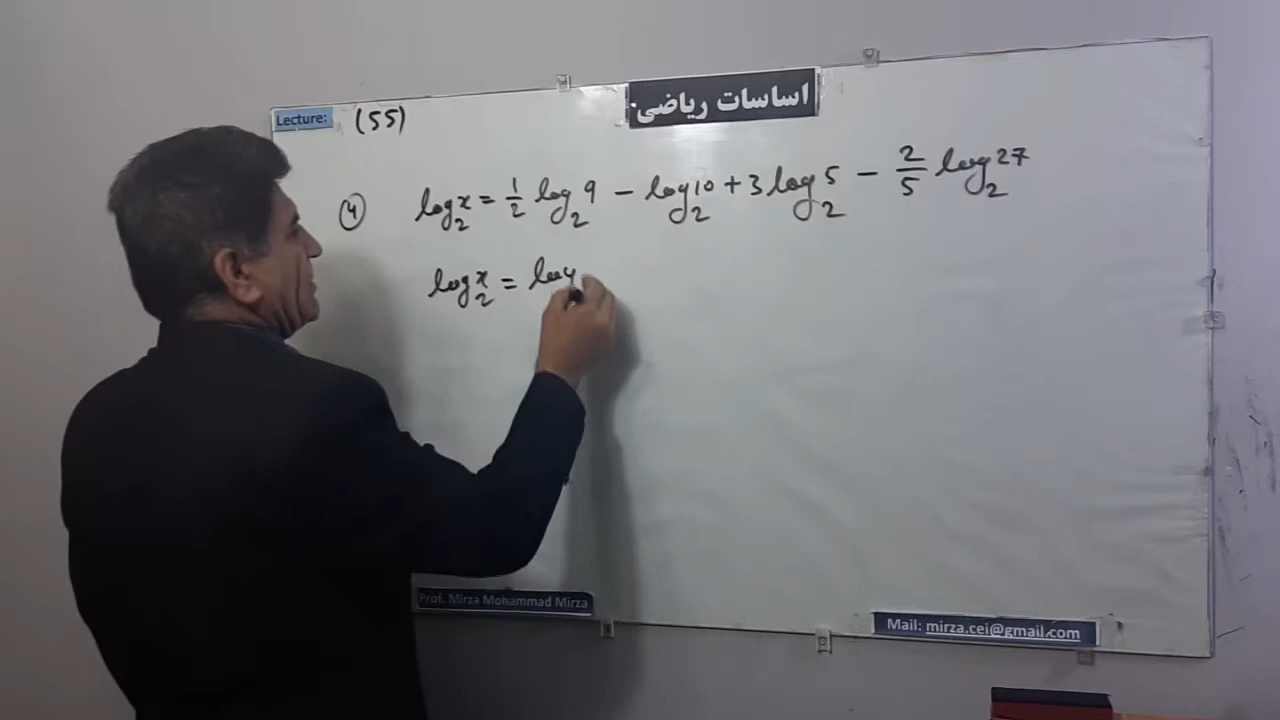 اساسات ریاضی
Lecture: (55)
④ log₂x = 1/2 log₂9 − log₂10 + 3 log₂5 − 2/5 log₂27
log₂x = log
Prof. Mirza Mohammad Mirza
Mail: mirza.cei@gmail.com